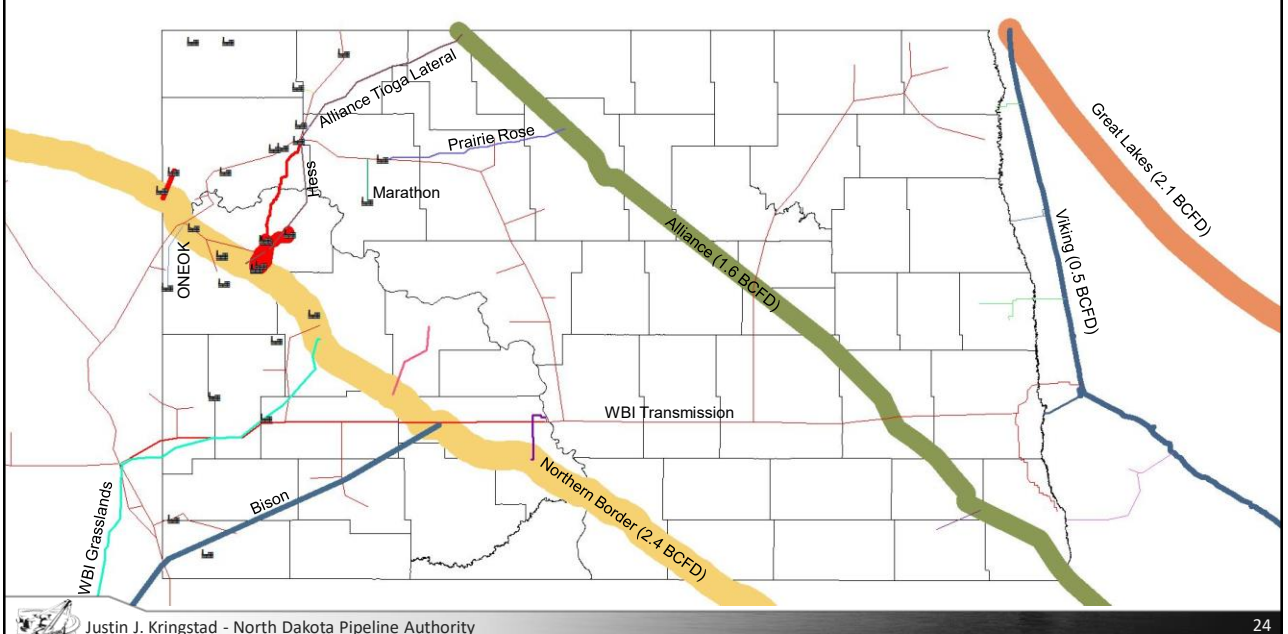 Alliance Tioga Lateral
Prairie Rose
Hess
Marathon
ONEOK
Great Lakes (2.1 BCFD)
Viking (0.5 BCFD)
Alliance (1.6 BCFD)
WBI Transmission
Northern Border (2.4 BCFD)
Bison
WBI Grasslands
Justin J. Kringstad - North Dakota Pipeline Authority
24